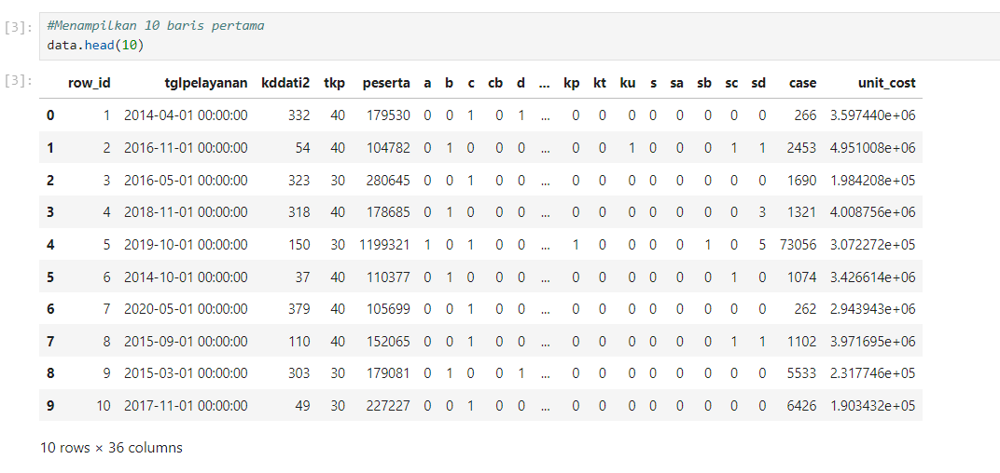 [3]: #Menampilkan 10 baris pertama
data.head(10)
[3]: row_id tglpelayanan kddati2 tkp peserta a b c cb d ... kp kt ku s sa sb sc sd case unit_cost
0 1 2014-04-01 00:00:00 332 40 179530 0 0 1 0 1 ... 0 0 0 0 0 0 0 0 266 3.597440e+06
1 2 2016-11-01 00:00:00 54 40 104782 0 1 0 0 0 ... 0 0 1 0 0 0 1 1 2453 4.951008e+06
2 3 2016-05-01 00:00:00 323 30 280645 0 0 1 0 0 ... 0 0 0 0 0 0 0 0 1690 1.984208e+05
3 4 2018-11-01 00:00:00 318 40 178685 0 1 0 0 0 ... 0 0 0 0 0 0 0 3 1321 4.008756e+06
4 5 2019-10-01 00:00:00 150 30 1199321 1 0 1 0 0 ... 1 0 0 0 0 1 0 5 73056 3.072272e+05
5 6 2014-10-01 00:00:00 37 40 110377 0 1 0 0 0 ... 0 0 0 0 0 0 1 0 1074 3.426614e+06
6 7 2020-05-01 00:00:00 379 40 105699 0 0 1 0 0 ... 0 0 0 0 0 0 0 0 262 2.943943e+06
7 8 2015-09-01 00:00:00 110 40 152065 0 0 1 0 0 ... 0 0 0 0 0 0 1 1 1102 3.971695e+06
8 9 2015-03-01 00:00:00 303 30 179081 0 1 0 0 1 ... 0 0 0 0 0 0 0 0 5533 2.317746e+05
9 10 2017-11-01 00:00:00 49 30 227227 0 0 1 0 0 ... 0 0 0 0 0 0 0 0 6426 1.903432e+05
10 rows × 36 columns